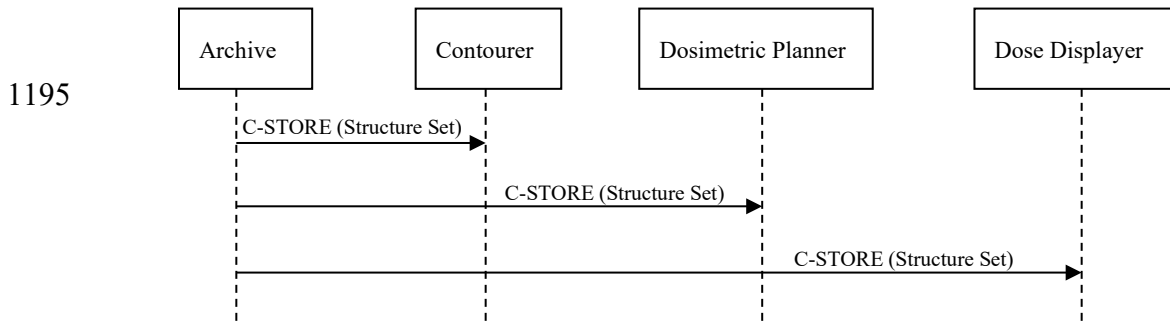 Archive
Contourer
Dosimetric Planner
Dose Displayer
1195
C-STORE (Structure Set)
C-STORE (Structure Set)
C-STORE (Structure Set)